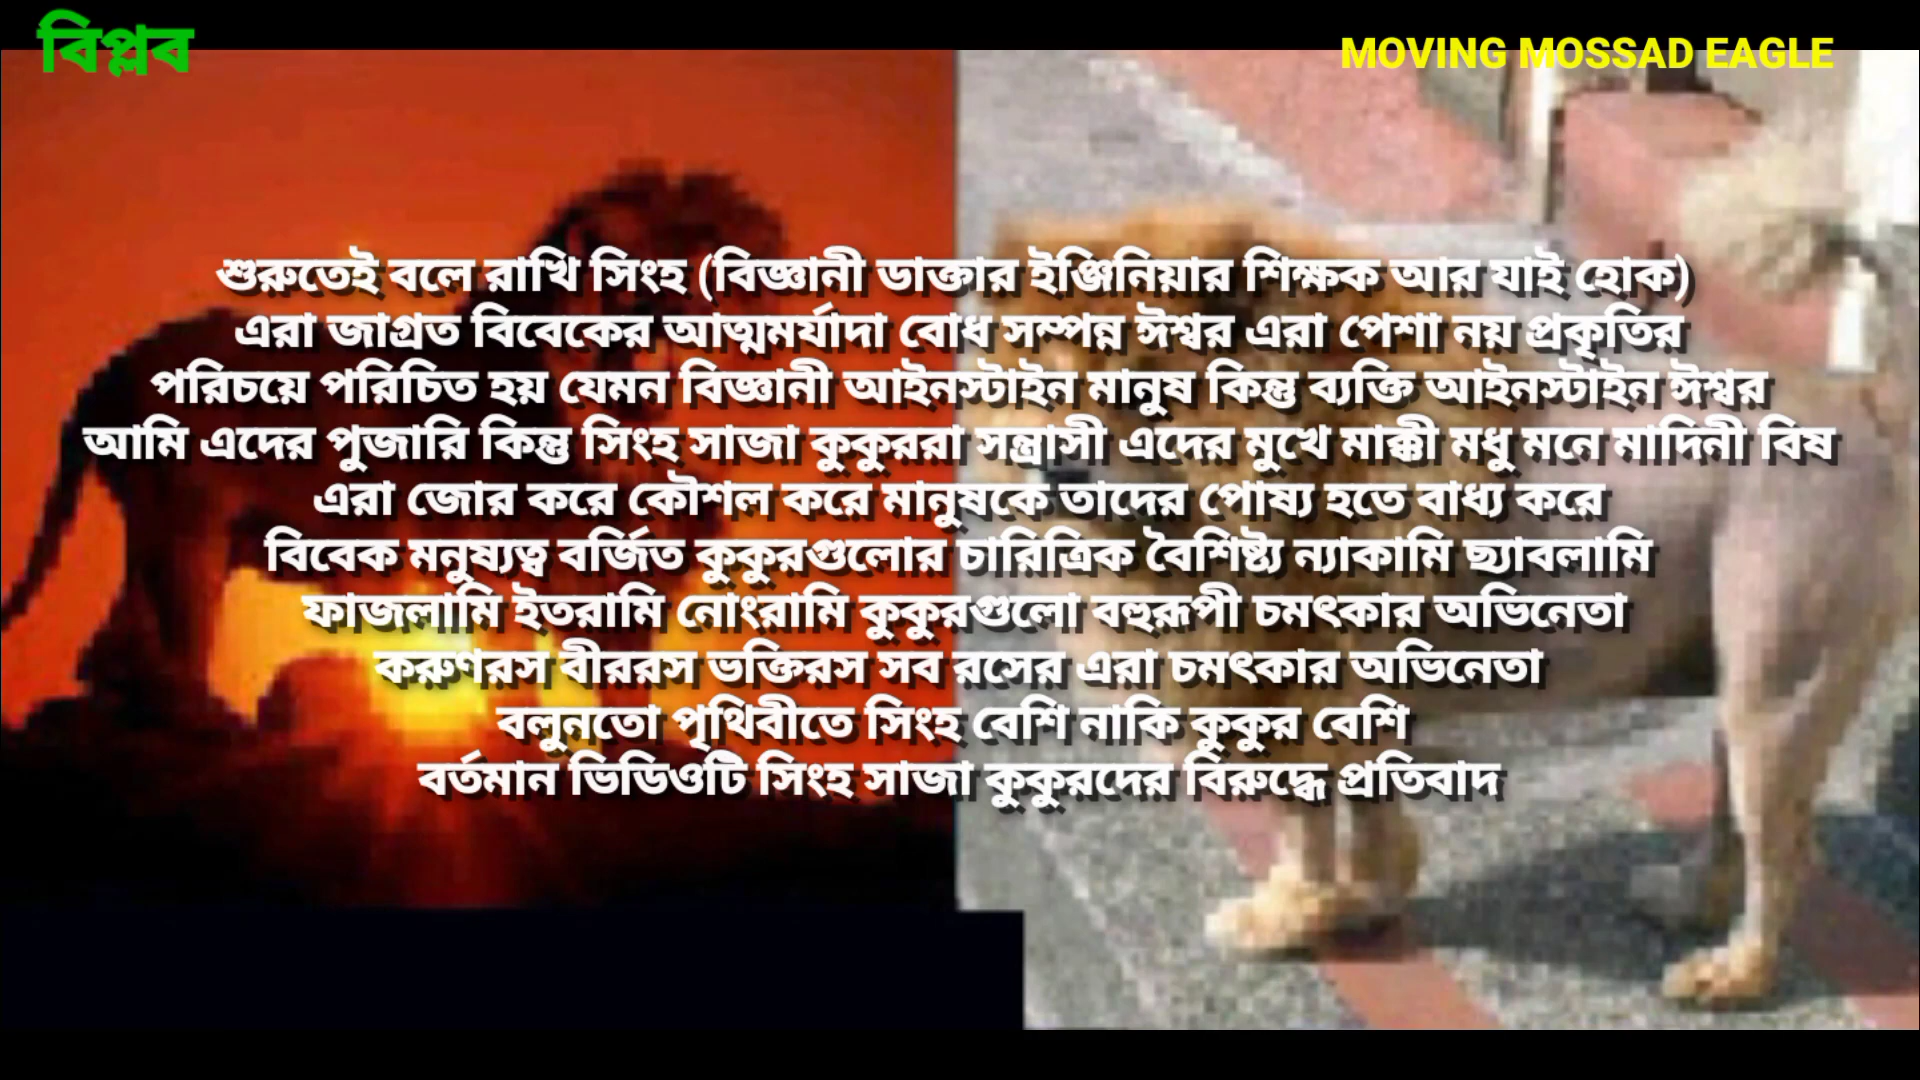 বিপ্লব
MOVING MOSSAD EAGLE
শুরুতেই বলে রাখি সিংহ (বিজ্ঞানী ডাক্তার ইঞ্জিনিয়ার শিক্ষক আর যাই হোক)
এরা জাগ্রত বিবেকের আত্মমর্যাদা বোধ সম্পন্ন ঈশ্বর এরা পেশা নয় প্রকৃতির
পরিচয়ে পরিচিত হয় যেমন বিজ্ঞানী আইনস্টাইন মানুষ কিন্তু ব্যক্তি আইনস্টাইন ঈশ্বর
আমি এদের পুজারি কিন্তু সিংহ সাজা কুকুররা সন্ত্রাসী এদের মুখে মাক্কী মধু মনে মাদিনী বিষ
এরা জোর করে কৌশল করে মানুষকে তাদের পোষ্য হতে বাধ্য করে
বিবেক মনুষ্যত্ব বর্জিত কুকুরগুলোর চারিত্রিক বৈশিষ্ট্য ন্যাকামি ছ্যাবলামি
ফাজলামি ইতরামি নোংরামি কুকুরগুলো বহুরূপী চমৎকার অভিনেতা
করুণরস বীররস ভক্তিরস সব রসের এরা চমৎকার অভিনেতা
বলুনতো পৃথিবীতে সিংহ বেশি নাকি কুকুর বেশি
বর্তমান ভিডিওটি সিংহ সাজা কুকুরদের বিরুদ্ধে প্রতিবাদ